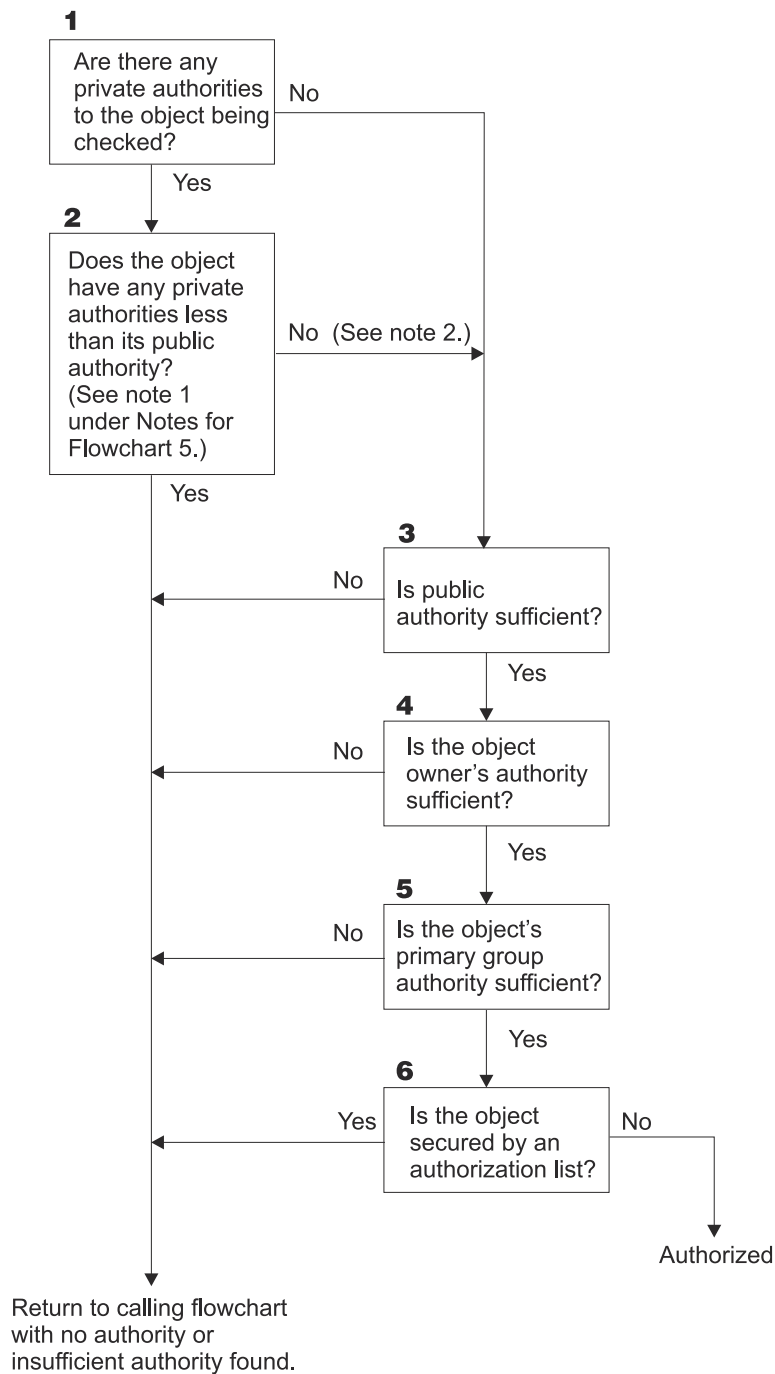 1
Are there any
private authorities
to the object being
checked?
No
Yes
2
Does the object
have any private
authorities less
than its public
authority?
(See note 1
under Notes for
Flowchart 5.)
No (See note 2.)
Yes
3
Is public
authority sufficient?
No
Yes
4
Is the object
owner's authority
sufficient?
No
Yes
5
Is the object's
primary group
authority sufficient?
No
Yes
6
Is the object
secured by an
authorization list?
Yes
No
Authorized
Return to calling flowchart
with no authority or
insufficient authority found.